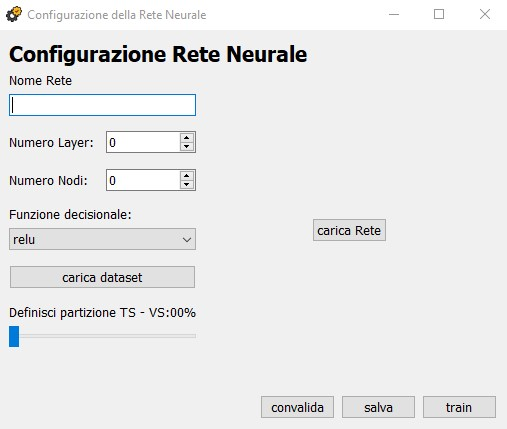 Configurazione della Rete Neurale
Configurazione Rete Neurale
Nome Rete
Numero Layer: 0
Numero Nodi: 0
Funzione decisionale:
relu
carica Rete
carica dataset
Definisci partizione TS - VS:00%
convalida salva train